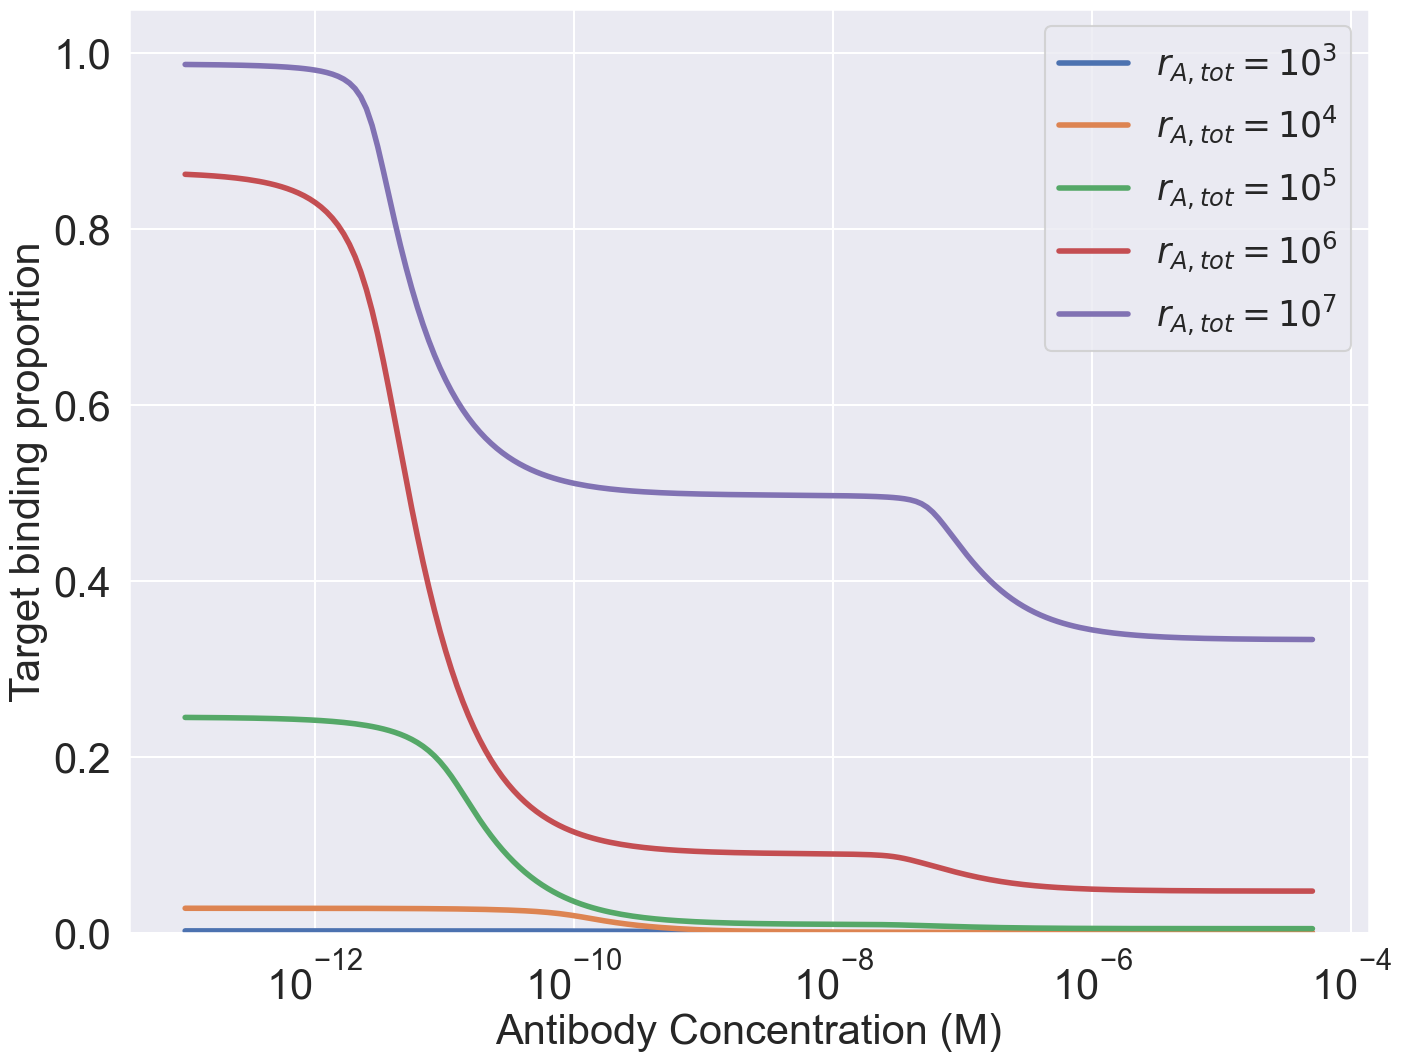 1.0
0.8
0.6
0.4
0.2
0.0
Target binding proportion
r_{A, tot} = 10^3
r_{A, tot} = 10^4
r_{A, tot} = 10^5
r_{A, tot} = 10^6
r_{A, tot} = 10^7
10^{−12} 10^{−10} 10^{−8} 10^{−6} 10^{−4}
Antibody Concentration (M)